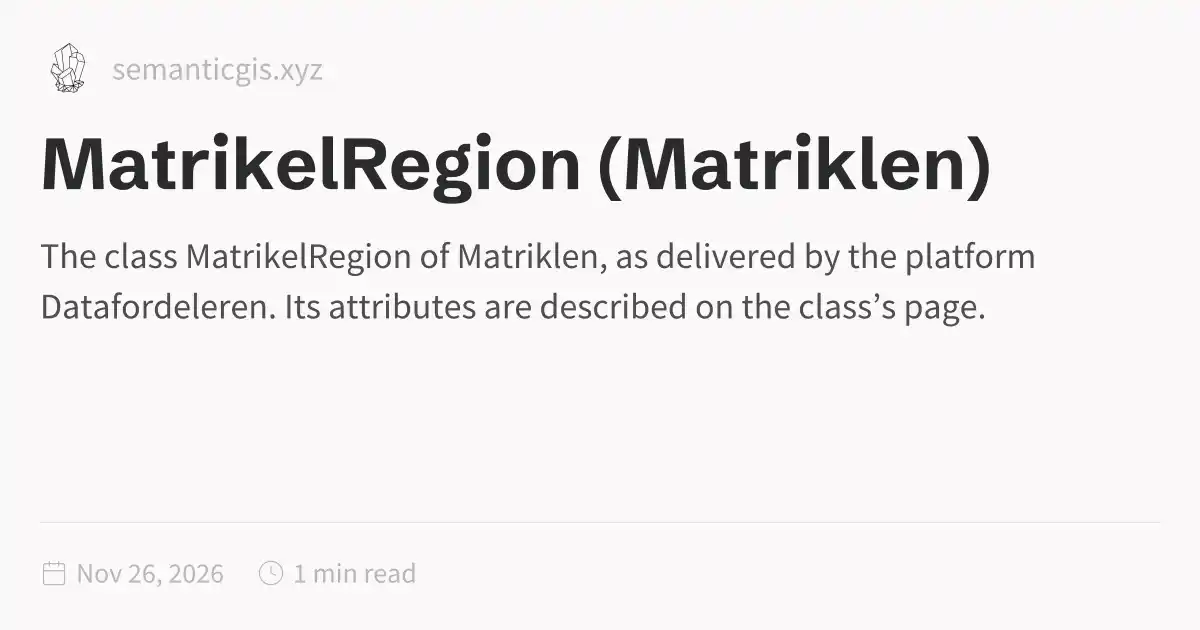 semanticgis.xyz
MatrikelRegion (Matriklen)
The class MatrikelRegion of Matriklen, as delivered by the platform
Datafordeleren. Its attributes are described on the class’s page.
Nov 26, 2026 1 min read